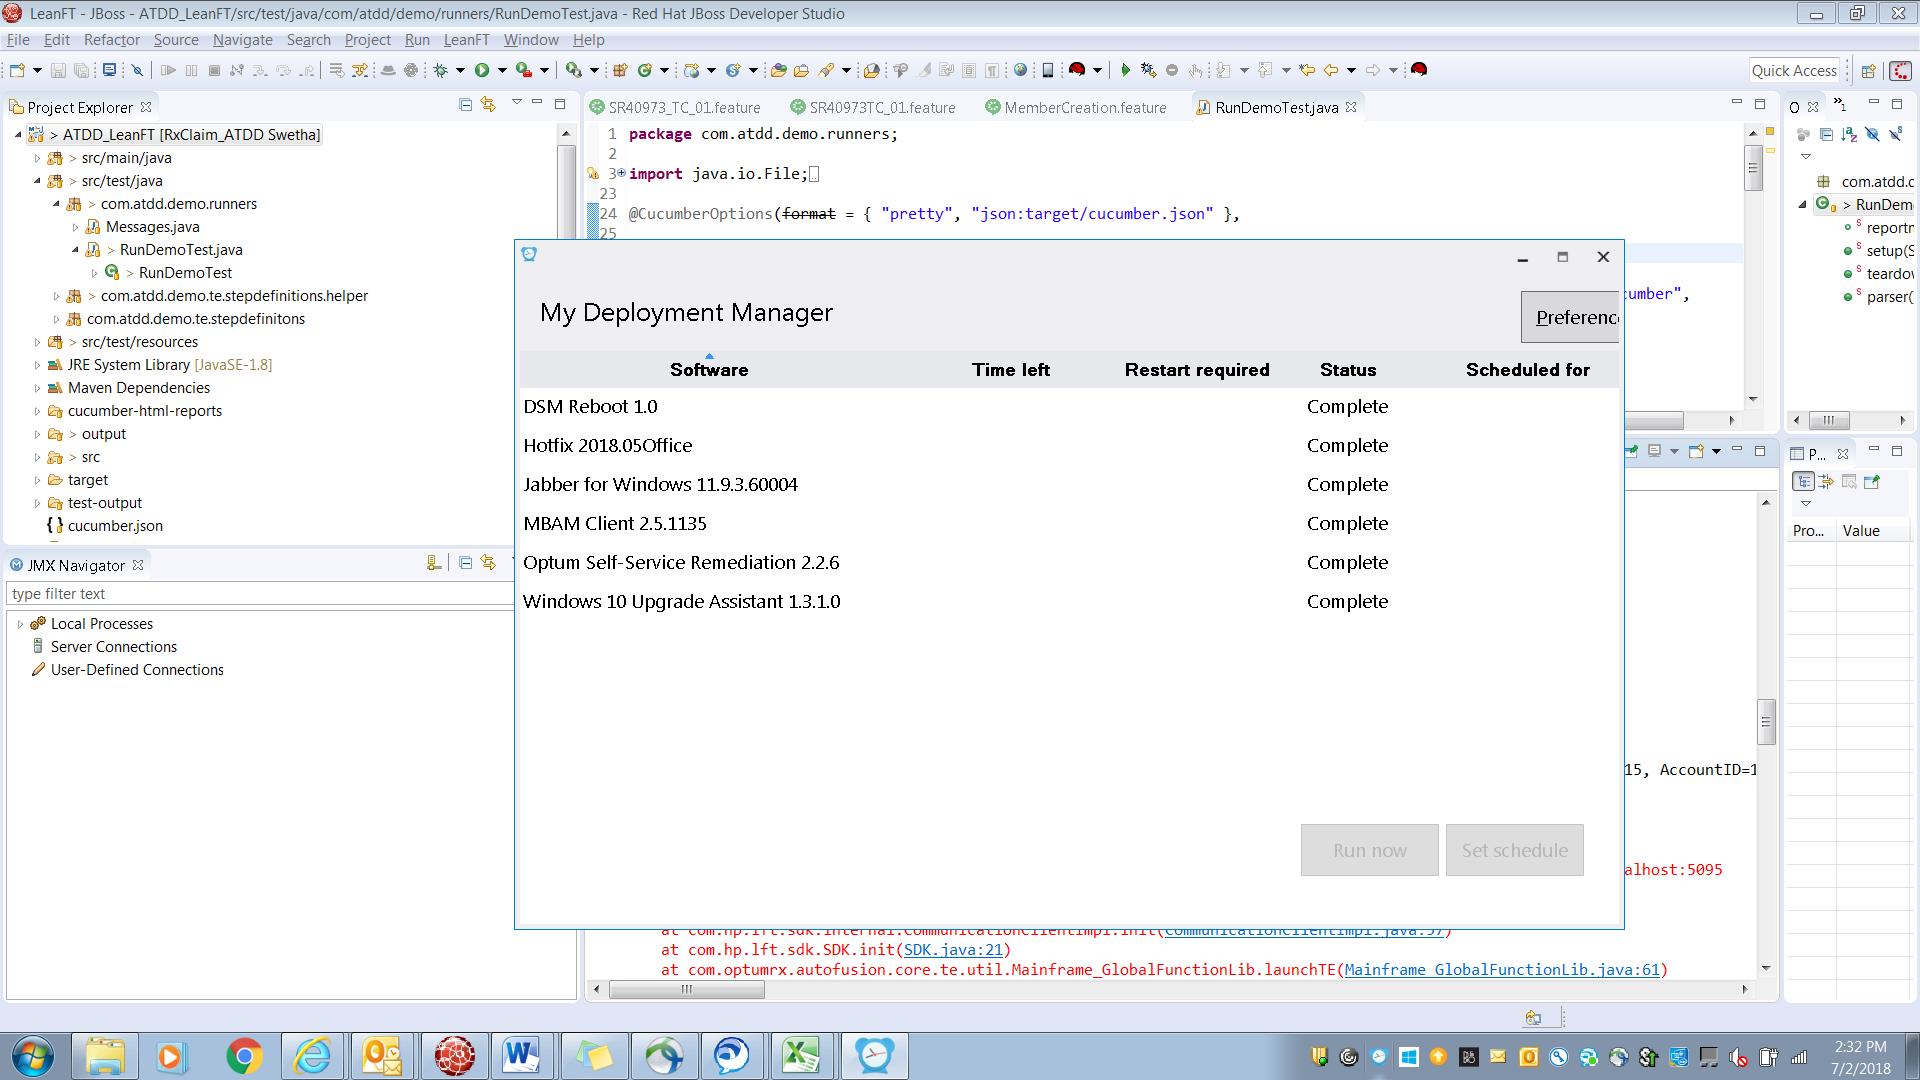 LeanFT - JBoss - ATDD_LeanFT/src/test/java/com/atdd/demo/runners/RunDemoTest.java - Red Hat JBoss Developer Studio
File Edit Refactor Source Navigate Search Project Run LeanFT Window Help
Quick Access
Project Explorer
> ATDD_LeanFT [RxClaim_ATDD Swetha]
> src/main/java
> src/test/java
> com.atdd.demo.runners
Messages.java
> RunDemoTest.java
> RunDemoTest
> com.atdd.demo.te.stepdefinitions.helper
com.atdd.demo.te.stepdefinitons
> src/test/resources
JRE System Library [JavaSE-1.8]
Maven Dependencies
cucumber-html-reports
> output
> src
target
test-output
cucumber.json
JMX Navigator
type filter text
Local Processes
Server Connections
User-Defined Connections
SR40973_TC_01.feature SR40973TC_01.feature MemberCreation.feature RunDemoTest.java
1 package com.atdd.demo.runners;
2
3 import java.io.File;
23
24 @CucumberOptions(format = { "pretty", "json:target/cucumber.json" },
25
cumber",
My Deployment Manager
Preferenc
Software Time left Restart required Status Scheduled for
DSM Reboot 1.0 Complete
Hotfix 2018.05Office Complete
Jabber for Windows 11.9.3.60004 Complete
MBAM Client 2.5.1135 Complete
Optum Self-Service Remediation 2.2.6 Complete
Windows 10 Upgrade Assistant 1.3.1.0 Complete
Run now Set schedule
15, AccountID=1
alhost:5095
at com.hp.lft.sdk.internal.CommunicationClientImpl.init(CommunicationClientImpl.java:57)
at com.hp.lft.sdk.SDK.init(SDK.java:21)
at com.optumrx.autofusion.core.te.util.Mainframe_GlobalFunctionLib.launchTE(Mainframe_GlobalFunctionLib.java:61)
O
com.atdd.c
> RunDem
reportn
setup(S
teardov
parser(
P...
Pro... Value
2:32 PM
7/2/2018